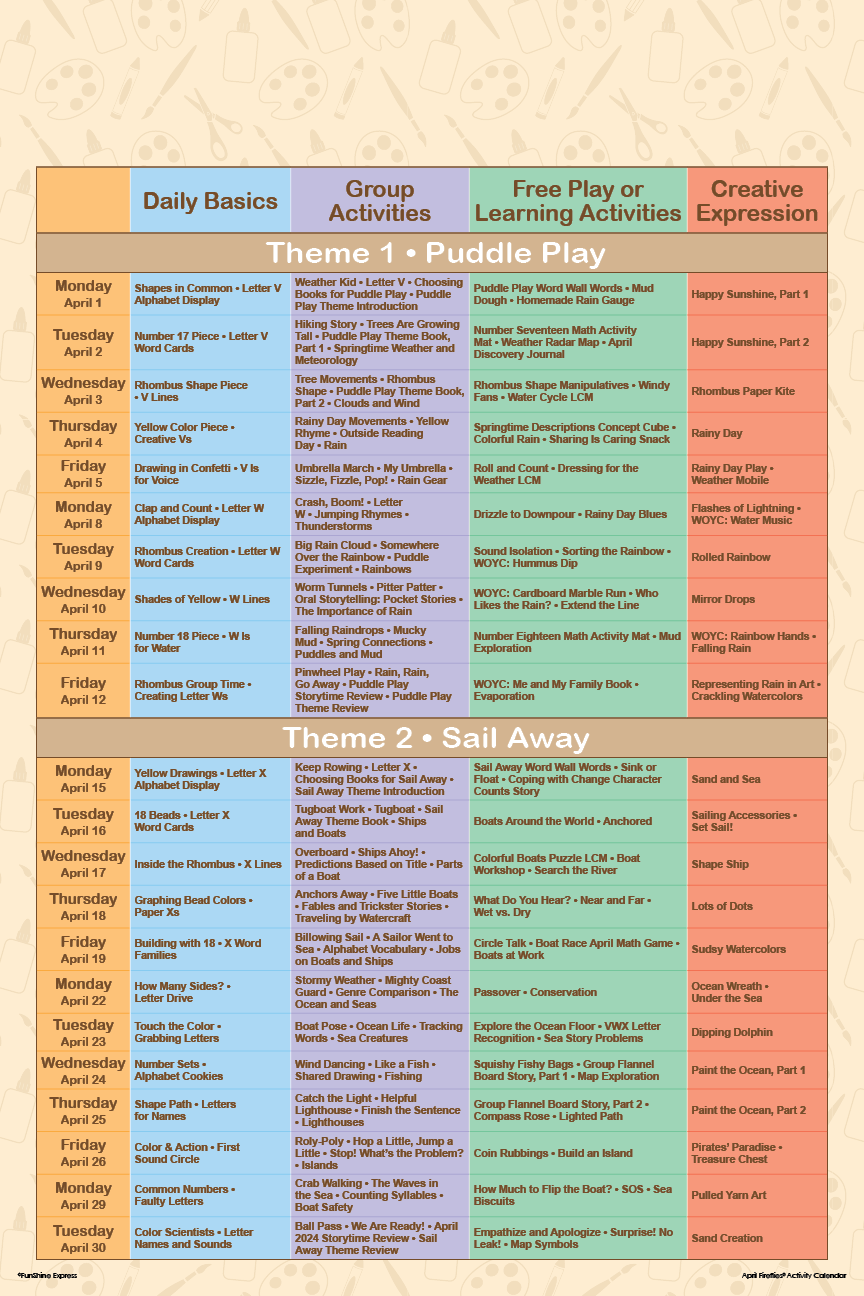 Daily Basics
Group
Activities
Free Play or
Learning Activities
Creative
Expression
Theme 1 • Puddle Play
Monday
April 1
Shapes in Common • Letter V
Alphabet Display
Weather Kid • Letter V • Choosing
Books for Puddle Play • Puddle
Play Theme Introduction
Puddle Play Word Wall Words • Mud
Dough • Homemade Rain Gauge
Happy Sunshine, Part 1
Tuesday
April 2
Number 17 Piece • Letter V
Word Cards
Hiking Story • Trees Are Growing
Tall • Puddle Play Theme Book,
Part 1 • Springtime Weather and
Meteorology
Number Seventeen Math Activity
Mat • Weather Radar Map • April
Discovery Journal
Happy Sunshine, Part 2
Wednesday
April 3
Rhombus Shape Piece
• V Lines
Tree Movements • Rhombus
Shape • Puddle Play Theme Book,
Part 2 • Clouds and Wind
Rhombus Shape Manipulatives • Windy
Fans • Water Cycle LCM
Rhombus Paper Kite
Thursday
April 4
Yellow Color Piece •
Creative Vs
Rainy Day Movements • Yellow
Rhyme • Outside Reading
Day • Rain
Springtime Descriptions Concept Cube •
Colorful Rain • Sharing Is Caring Snack
Rainy Day
Friday
April 5
Drawing in Confetti • V Is
for Voice
Umbrella March • My Umbrella •
Sizzle, Fizzle, Pop! • Rain Gear
Roll and Count • Dressing for the
Weather LCM
Rainy Day Play •
Weather Mobile
Monday
April 8
Clap and Count • Letter W
Alphabet Display
Crash, Boom! • Letter
W • Jumping Rhymes •
Thunderstorms
Drizzle to Downpour • Rainy Day Blues
Flashes of Lightning •
WOYC: Water Music
Tuesday
April 9
Rhombus Creation • Letter W
Word Cards
Big Rain Cloud • Somewhere
Over the Rainbow • Puddle
Experiment • Rainbows
Sound Isolation • Sorting the Rainbow •
WOYC: Hummus Dip
Rolled Rainbow
Wednesday
April 10
Shades of Yellow • W Lines
Worm Tunnels • Pitter Patter •
Oral Storytelling: Pocket Stories •
The Importance of Rain
WOYC: Cardboard Marble Run • Who
Likes the Rain? • Extend the Line
Mirror Drops
Thursday
April 11
Number 18 Piece • W Is
for Water
Falling Raindrops • Mucky
Mud • Spring Connections •
Puddles and Mud
Number Eighteen Math Activity Mat • Mud
Exploration
WOYC: Rainbow Hands •
Falling Rain
Friday
April 12
Rhombus Group Time •
Creating Letter Ws
Pinwheel Play • Rain, Rain,
Go Away • Puddle Play
Storytime Review • Puddle Play
Theme Review
WOYC: Me and My Family Book •
Evaporation
Representing Rain in Art •
Crackling Watercolors
Theme 2 • Sail Away
Monday
April 15
Yellow Drawings • Letter X
Alphabet Display
Keep Rowing • Letter X •
Choosing Books for Sail Away •
Sail Away Theme Introduction
Sail Away Word Wall Words • Sink or
Float • Coping with Change Character
Counts Story
Sand and Sea
Tuesday
April 16
18 Beads • Letter X
Word Cards
Tugboat Work • Tugboat • Sail
Away Theme Book • Ships
and Boats
Boats Around the World • Anchored
Sailing Accessories •
Set Sail!
Wednesday
April 17
Inside the Rhombus • X Lines
Overboard • Ships Ahoy! •
Predictions Based on Title • Parts
of a Boat
Colorful Boats Puzzle LCM • Boat
Workshop • Search the River
Shape Ship
Thursday
April 18
Graphing Bead Colors •
Paper Xs
Anchors Away • Five Little Boats
• Fables and Trickster Stories •
Traveling by Watercraft
What Do You Hear? • Near and Far •
Wet vs. Dry
Lots of Dots
Friday
April 19
Building with 18 • X Word
Families
Billowing Sail • A Sailor Went to
Sea • Alphabet Vocabulary • Jobs
on Boats and Ships
Circle Talk • Boat Race April Math Game •
Boats at Work
Sudsy Watercolors
Monday
April 22
How Many Sides? •
Letter Drive
Stormy Weather • Mighty Coast
Guard • Genre Comparison • The
Ocean and Seas
Passover • Conservation
Ocean Wreath •
Under the Sea
Tuesday
April 23
Touch the Color •
Grabbing Letters
Boat Pose • Ocean Life • Tracking
Words • Sea Creatures
Explore the Ocean Floor • VWX Letter
Recognition • Sea Story Problems
Dipping Dolphin
Wednesday
April 24
Number Sets •
Alphabet Cookies
Wind Dancing • Like a Fish •
Shared Drawing • Fishing
Squishy Fishy Bags • Group Flannel
Board Story, Part 1 • Map Exploration
Paint the Ocean, Part 1
Thursday
April 25
Shape Path • Letters
for Names
Catch the Light • Helpful
Lighthouse • Finish the Sentence
• Lighthouses
Group Flannel Board Story, Part 2 •
Compass Rose • Lighted Path
Paint the Ocean, Part 2
Friday
April 26
Color & Action • First
Sound Circle
Roly-Poly • Hop a Little, Jump a
Little • Stop! What's the Problem?
• Islands
Coin Rubbings • Build an Island
Pirates' Paradise •
Treasure Chest
Monday
April 29
Common Numbers •
Faulty Letters
Crab Walking • The Waves in
the Sea • Counting Syllables •
Boat Safety
How Much to Flip the Boat? • SOS • Sea
Biscuits
Pulled Yarn Art
Tuesday
April 30
Color Scientists • Letter
Names and Sounds
Ball Pass • We Are Ready! • April
2024 Storytime Review • Sail
Away Theme Review
Empathize and Apologize • Surprise! No
Leak! • Map Symbols
Sand Creation
©FunShine Express
April Fireflies® Activity Calendar